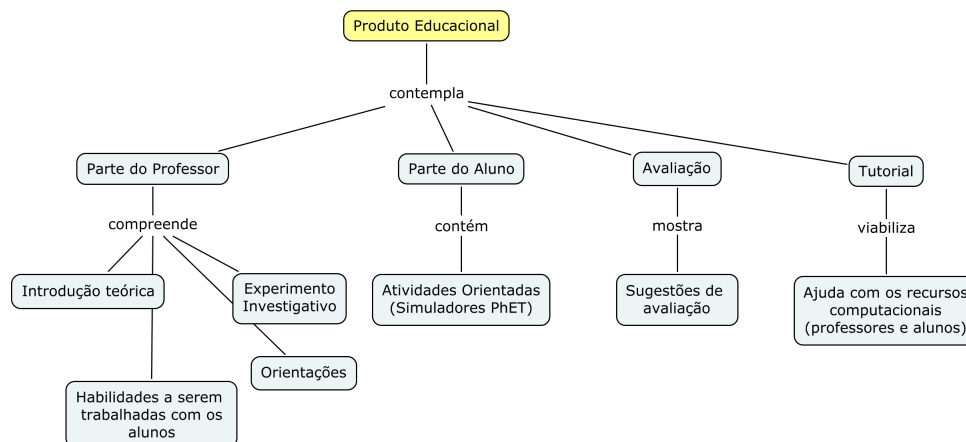 Produto Educacional
contempla
Parte do Professor
Parte do Aluno
Avaliação
Tutorial
compreende
contém
mostra
viabiliza
Introdução teórica
Experimento
Investigativo
Atividades Orientadas
(Simuladores PhET)
Sugestões de
avaliação
Ajuda com os recursos
computacionais
(professores e alunos)
Orientações
Habilidades a serem
trabalhadas com os
alunos